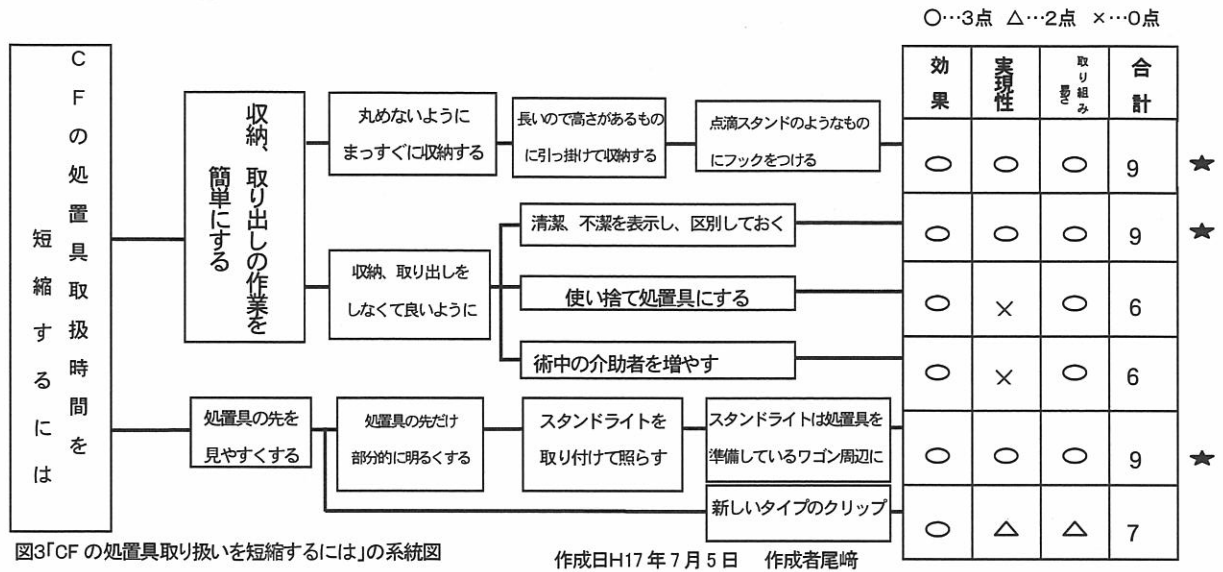 ○…3点 △…2点 ×…0点
CFの処置具取扱時間を
短縮するには
収納、取り出しの作業を
簡単にする
丸めないように
まっすぐに収納する
長いので高さがあるもの
に引っ掛けて収納する
点滴スタンドのようなもの
にフックをつける
収納、取り出しを
しなくて良いように
清潔、不潔を表示し、区別しておく
使い捨て処置具にする
術中の介助者を増やす
処置具の先を
見やすくする
処置具の先だけ
部分的に明るくする
スタンドライトを
取り付けて照らす
スタンドライトは処置具を
準備しているワゴン周辺に
新しいタイプのクリップ
効果 実現性 取り組み易さ 合計
○ ○ ○ 9 ★
○ ○ ○ 9 ★
○ × ○ 6
○ × ○ 6
○ ○ ○ 9 ★
○ △ △ 7
図3「CFの処置具取り扱いを短縮するには」の系統図
作成日H17年7月5日 作成者尾﨑